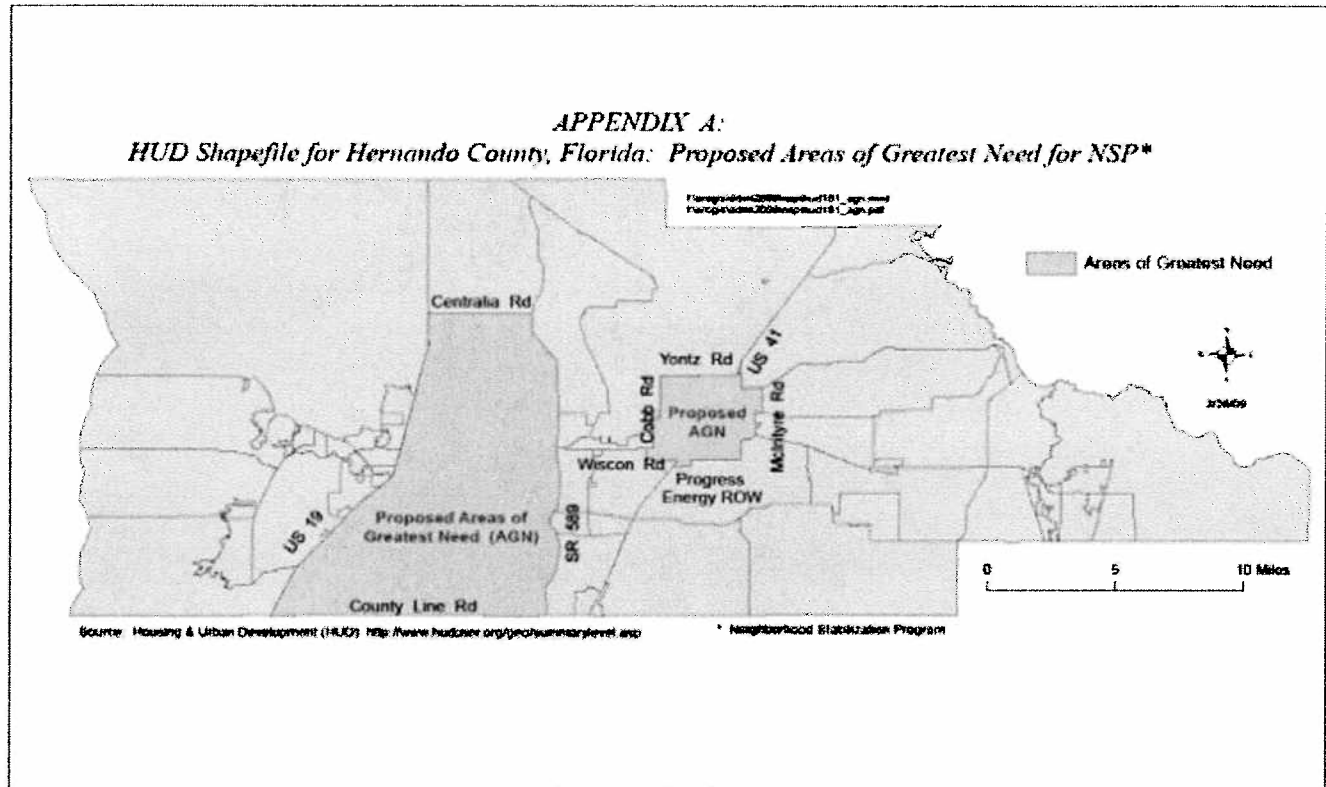 APPENDIX A:
HUD Shapefile for Hernando County, Florida: Proposed Areas of Greatest Need for NSP*
Areas of Greatest Need
Centralia Rd
US 41
Yontz Rd
Cobb Rd
Proposed
AGN
McIntyre Rd
Wiscon Rd
Progress
Energy ROW
US 19
Proposed Areas of
Greatest Need (AGN)
SR 589
County Line Rd
0 5 10 Miles
Source: Housing & Urban Development (HUD)
* Neighborhood Stabilization Program